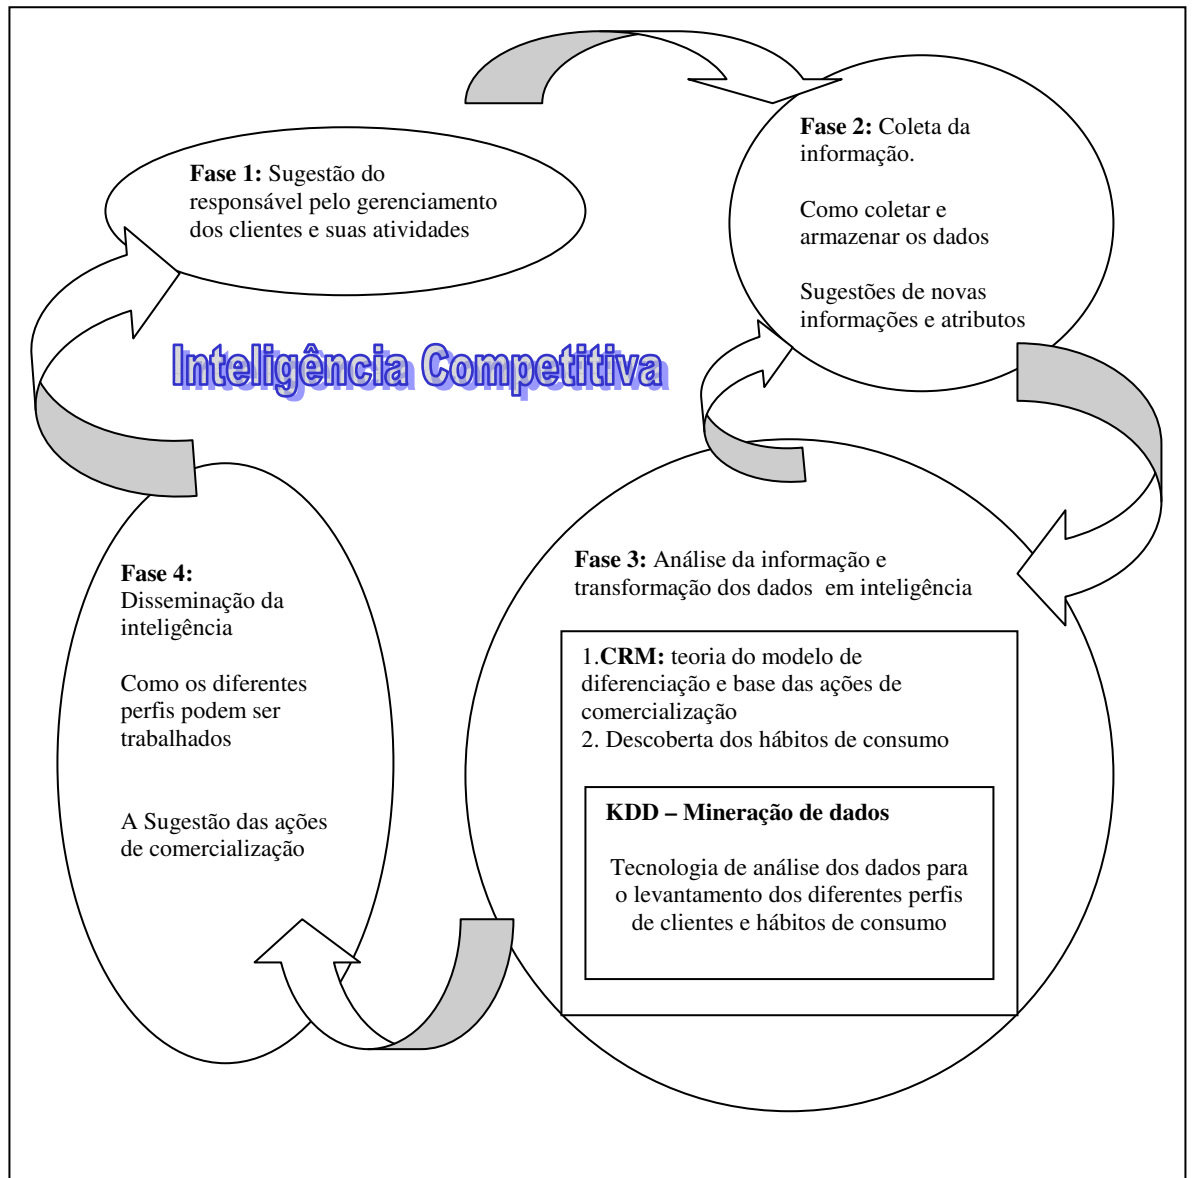 Fase 1: Sugestão do
responsável pelo gerenciamento
dos clientes e suas atividades
Fase 2: Coleta da
informação.
Como coletar e
armazenar os dados
Sugestões de novas
informações e atributos
Inteligência Competitiva
Fase 3: Análise da informação e
transformação dos dados em inteligência
1.CRM: teoria do modelo de
diferenciação e base das ações de
comercialização
2. Descoberta dos hábitos de consumo
KDD – Mineração de dados
Tecnologia de análise dos dados para
o levantamento dos diferentes perfis
de clientes e hábitos de consumo
Fase 4:
Disseminação da
inteligência
Como os diferentes
perfis podem ser
trabalhados
A Sugestão das ações
de comercialização